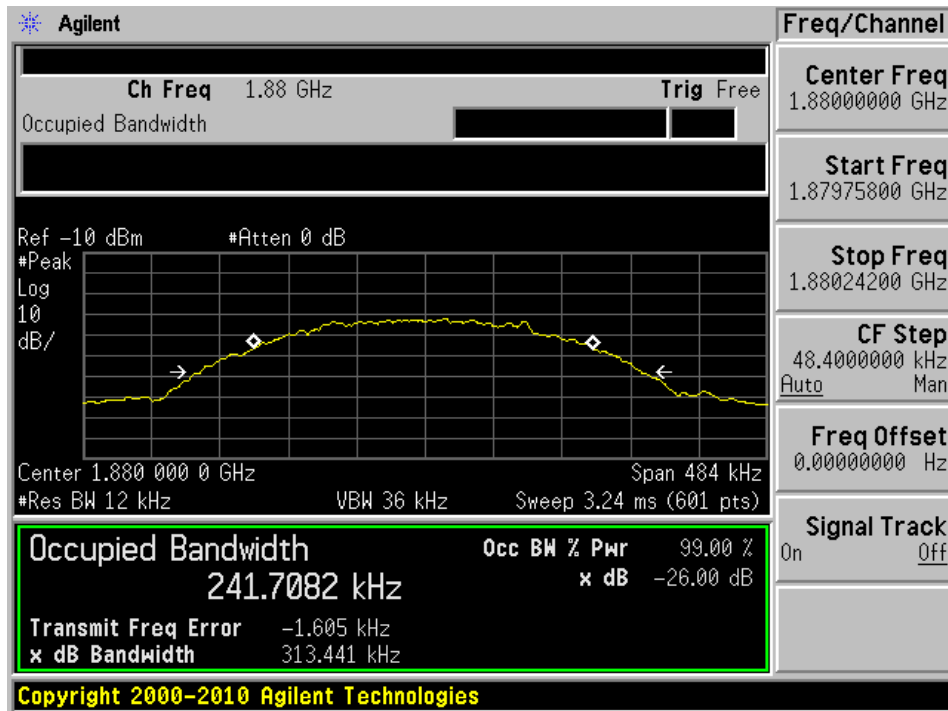 Agilent
Freq/Channel
Ch Freq 1.88 GHz Trig Free
Occupied Bandwidth
Center Freq
1.88000000 GHz
Start Freq
1.87975800 GHz
Stop Freq
1.88024200 GHz
CF Step
48.4000000 kHz
Auto Man
Freq Offset
0.00000000 Hz
Signal Track
On Off
Ref -10 dBm #Atten 0 dB
#Peak
Log
10
dB/
Center 1.880 000 0 GHz Span 484 kHz
#Res BW 12 kHz VBW 36 kHz Sweep 3.24 ms (601 pts)
Occupied Bandwidth Occ BW % Pwr 99.00 %
241.7082 kHz x dB -26.00 dB
Transmit Freq Error -1.605 kHz
x dB Bandwidth 313.441 kHz
Copyright 2000-2010 Agilent Technologies